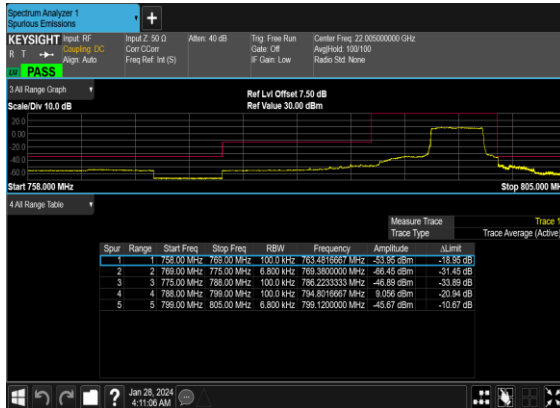 Spectrum Analyzer 1
Spurious Emissions
+
KEYSIGHT Input: RF Input Z: 50 Ω Atten: 40 dB Trig: Free Run Center Freq: 22.005000000 GHz
R T Coupling: DC Corr CCorr Gate: Off Avg|Hold: 100/100
Align: Auto Freq Ref: Int (S) IF Gain: Low Radio Std: None
PASS
3 All Range Graph
Ref Lvl Offset 7.50 dB
Scale/Div 10.0 dB Ref Value 30.00 dBm
20.0
0.00
-20.0
-40.0
-60.0
Start 758.000 MHz Stop 805.000 MH
4 All Range Table
Measure Trace Trace 1
Trace Type Trace Average (Active)
Spur Range Start Freq Stop Freq RBW Frequency Amplitude ΔLimit
1 1 758.00 MHz 769.00 MHz 100.0 kHz 763.4816667 MHz -53.95 dBm -18.95 dB
2 2 769.00 MHz 775.00 MHz 6.800 kHz 769.3800000 MHz -66.45 dBm -31.45 dB
3 3 775.00 MHz 788.00 MHz 100.0 kHz 786.2233333 MHz -46.89 dBm -33.89 dB
4 4 788.00 MHz 799.00 MHz 100.0 kHz 794.8016667 MHz 9.056 dBm -20.94 dB
5 5 799.00 MHz 805.00 MHz 6.800 kHz 799.1200000 MHz -45.67 dBm -10.67 dB
? Jan 28, 2024
4:11:06 AM